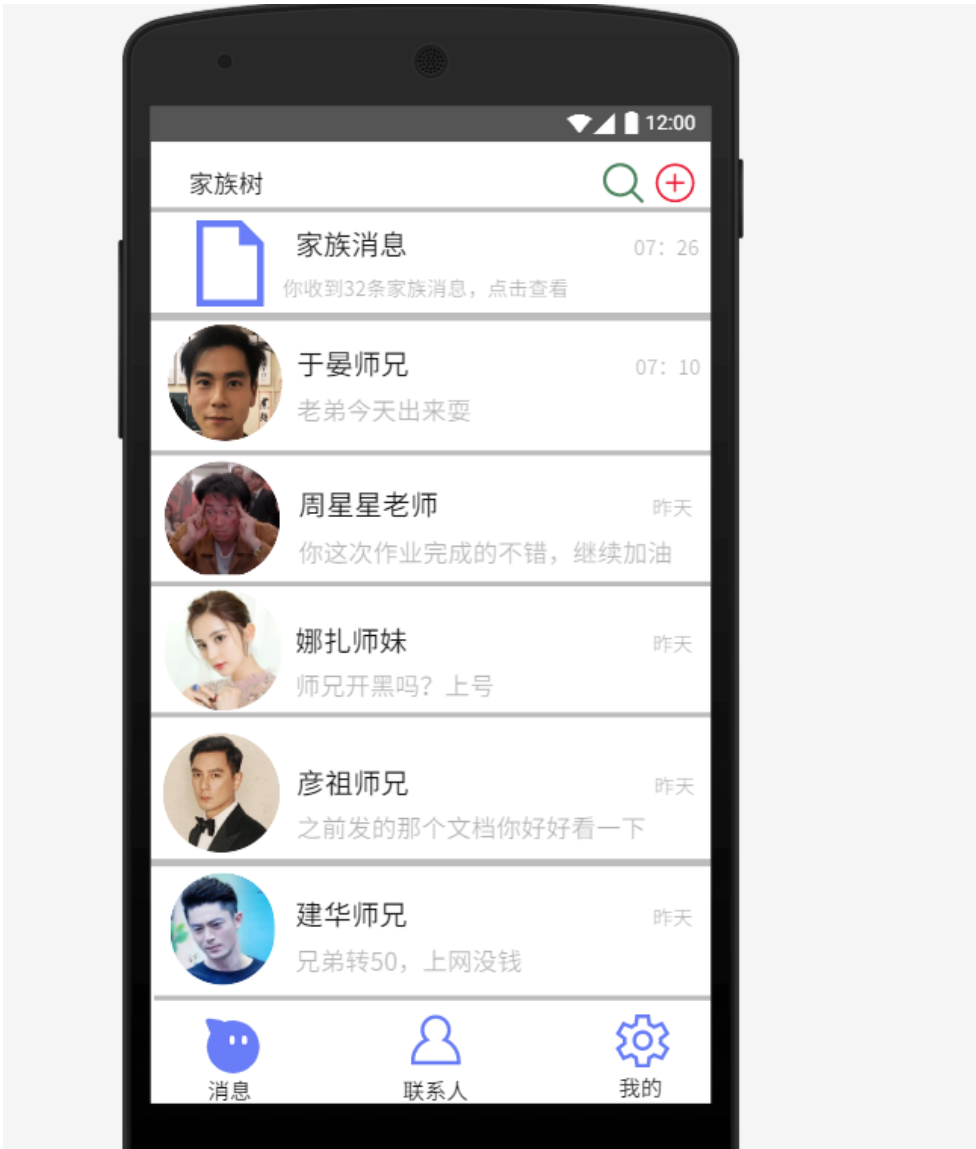 12:00
家族树
家族消息
07：26
你收到32条家族消息，点击查看
于晏师兄
07：10
老弟今天出来耍
周星星老师
昨天
你这次作业完成的不错，继续加油
娜扎师妹
昨天
师兄开黑吗？上号
彦祖师兄
昨天
之前发的那个文档你好好看一下
建华师兄
昨天
兄弟转50，上网没钱
消息
联系人
我的